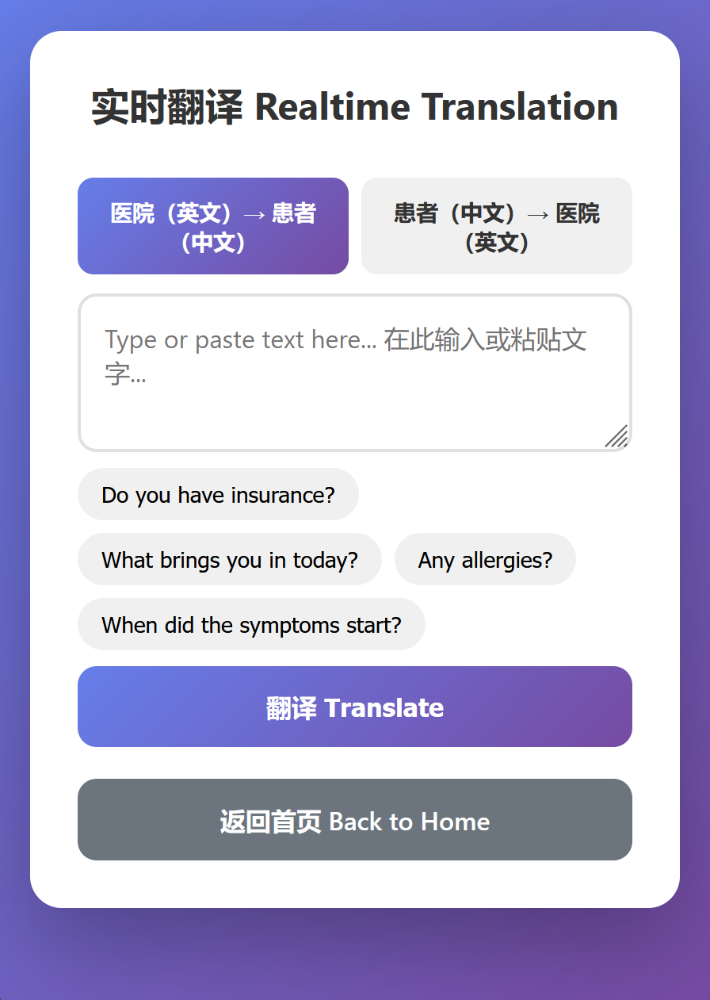 实时翻译 Realtime Translation
医院（英文）→ 患者
（中文）
患者（中文）→ 医院
（英文）
Type or paste text here... 在此输入或粘贴文
字...
Do you have insurance?
What brings you in today?
Any allergies?
When did the symptoms start?
翻译 Translate
返回首页 Back to Home